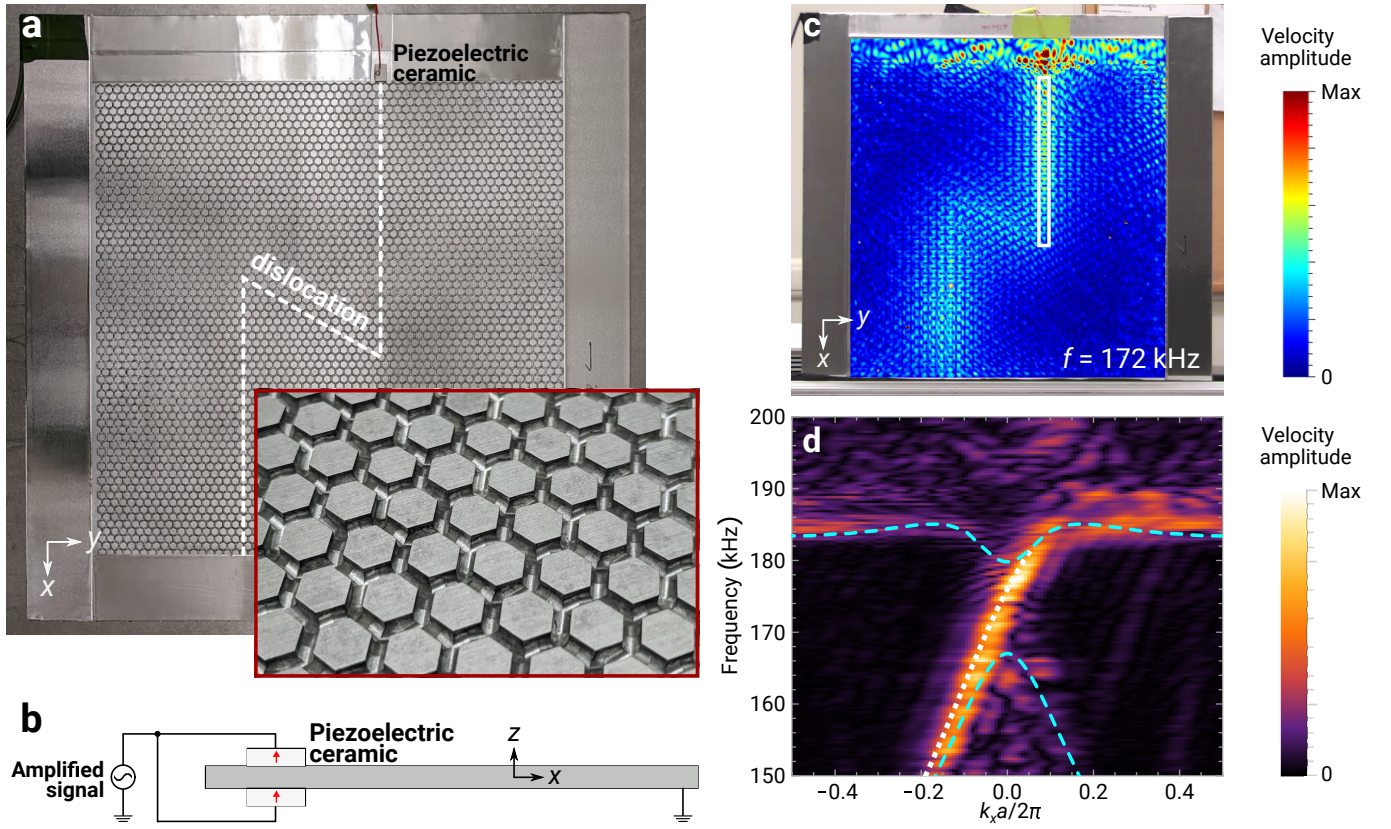 a
Piezoelectric
ceramic
dislocation
y
x
b
Piezoelectric
ceramic
Amplified
signal
z
x
c
y
x
f = 172 kHz
Velocity
amplitude
Max
0
d
Frequency (kHz)
200
190
180
170
160
150
−0.4
−0.2
0.0
0.2
0.4
kₓa/2π
Velocity
amplitude
Max
0